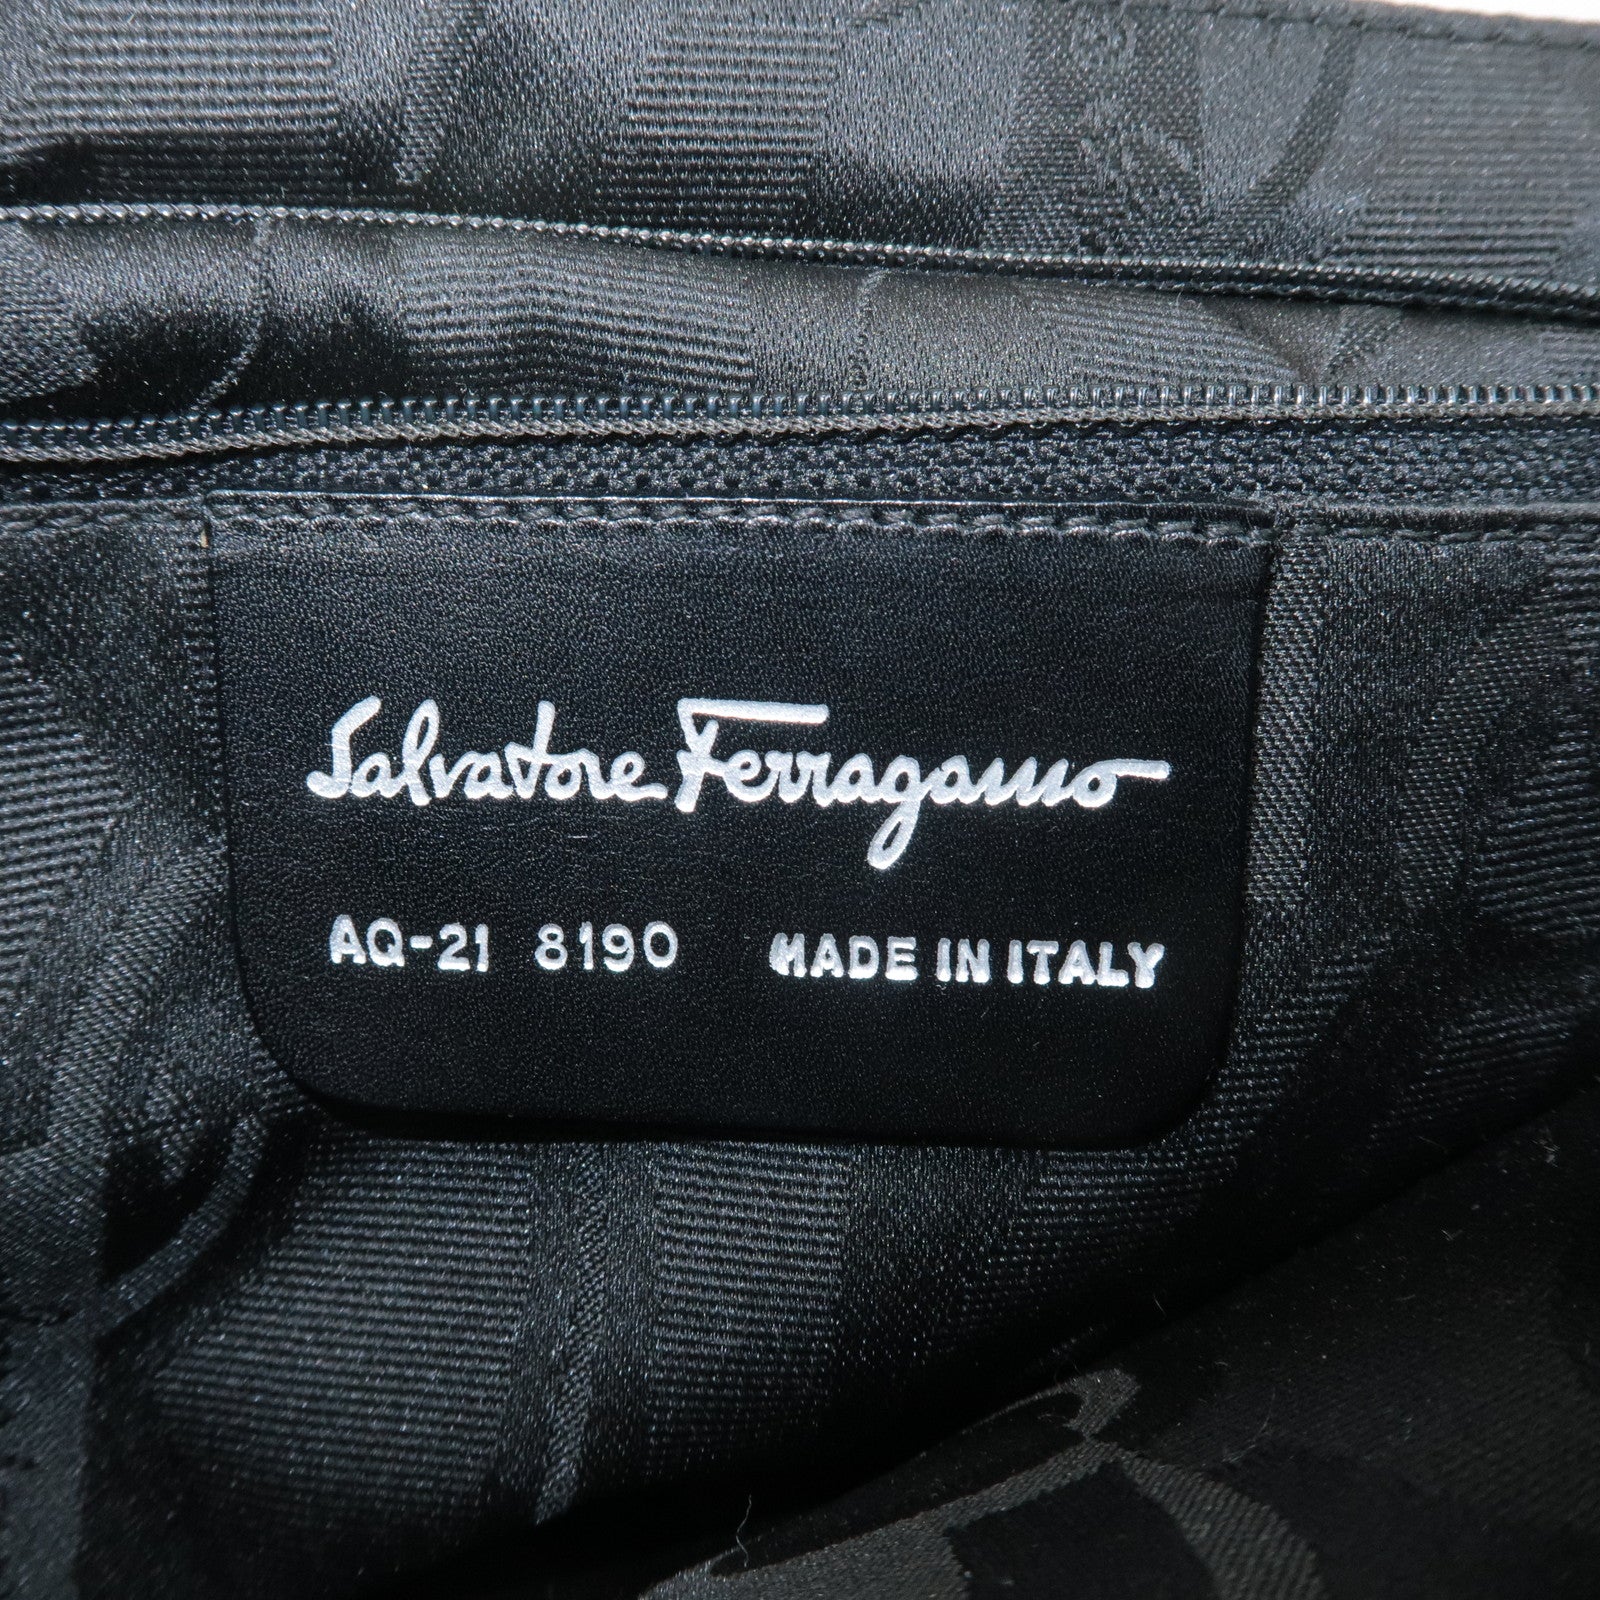 Salvatore Ferragamo
AQ-21 8190 MADE IN ITALY